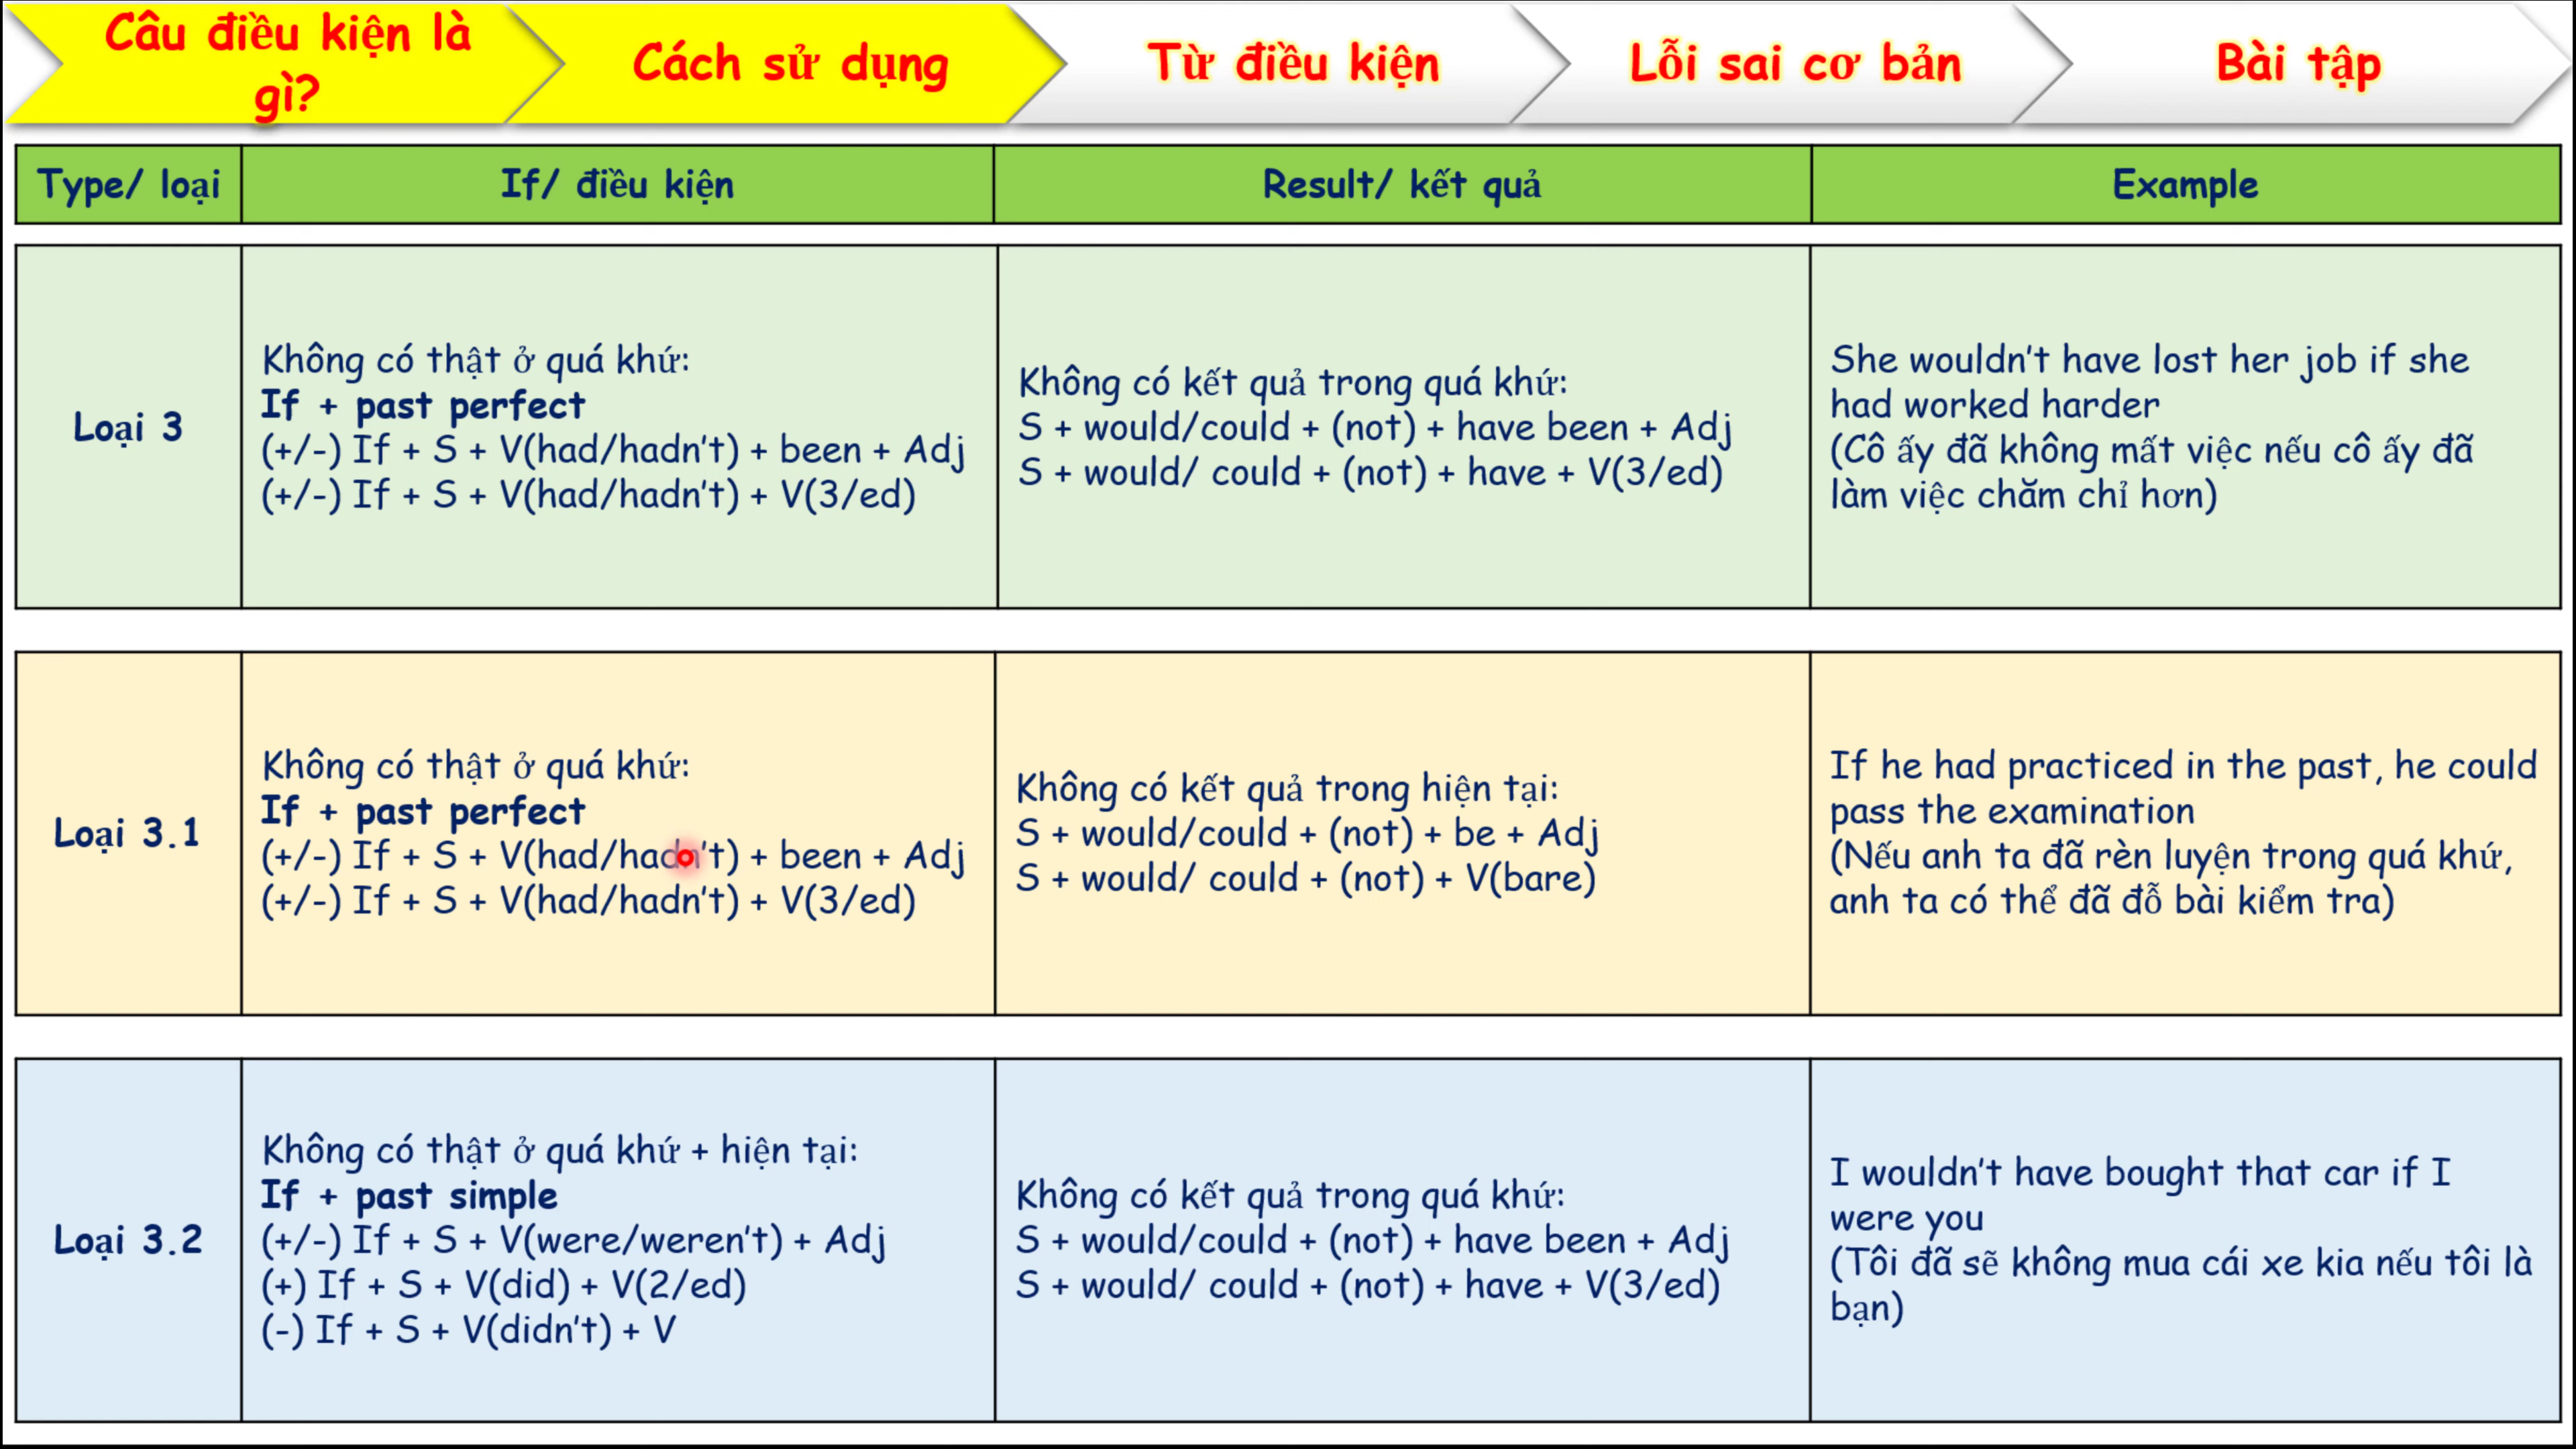 Câu điều kiện là
gì?
Cách sử dụng
Từ điều kiện
Lỗi sai cơ bản
Bài tập
Type/ loại
If/ điều kiện
Result/ kết quả
Example
Loại 3
Không có thật ở quá khứ:
If + past perfect
(+/-) If + S + V(had/hadn't) + been + Adj
(+/-) If + S + V(had/hadn't) + V(3/ed)
Không có kết quả trong quá khứ:
S + would/could + (not) + have been + Adj
S + would/ could + (not) + have + V(3/ed)
She wouldn't have lost her job if she
had worked harder
(Cô ấy đã không mất việc nếu cô ấy đã
làm việc chăm chỉ hơn)
Loại 3.1
Không có thật ở quá khứ:
If + past perfect
(+/-) If + S + V(had/hadn't) + been + Adj
(+/-) If + S + V(had/hadn't) + V(3/ed)
Không có kết quả trong hiện tại:
S + would/could + (not) + be + Adj
S + would/ could + (not) + V(bare)
If he had practiced in the past, he could
pass the examination
(Nếu anh ta đã rèn luyện trong quá khứ,
anh ta có thể đã đỗ bài kiểm tra)
Loại 3.2
Không có thật ở quá khứ + hiện tại:
If + past simple
(+/-) If + S + V(were/weren't) + Adj
(+) If + S + V(did) + V(2/ed)
(-) If + S + V(didn't) + V
Không có kết quả trong quá khứ:
S + would/could + (not) + have been + Adj
S + would/ could + (not) + have + V(3/ed)
I wouldn't have bought that car if I
were you
(Tôi đã sẽ không mua cái xe kia nếu tôi là
bạn)